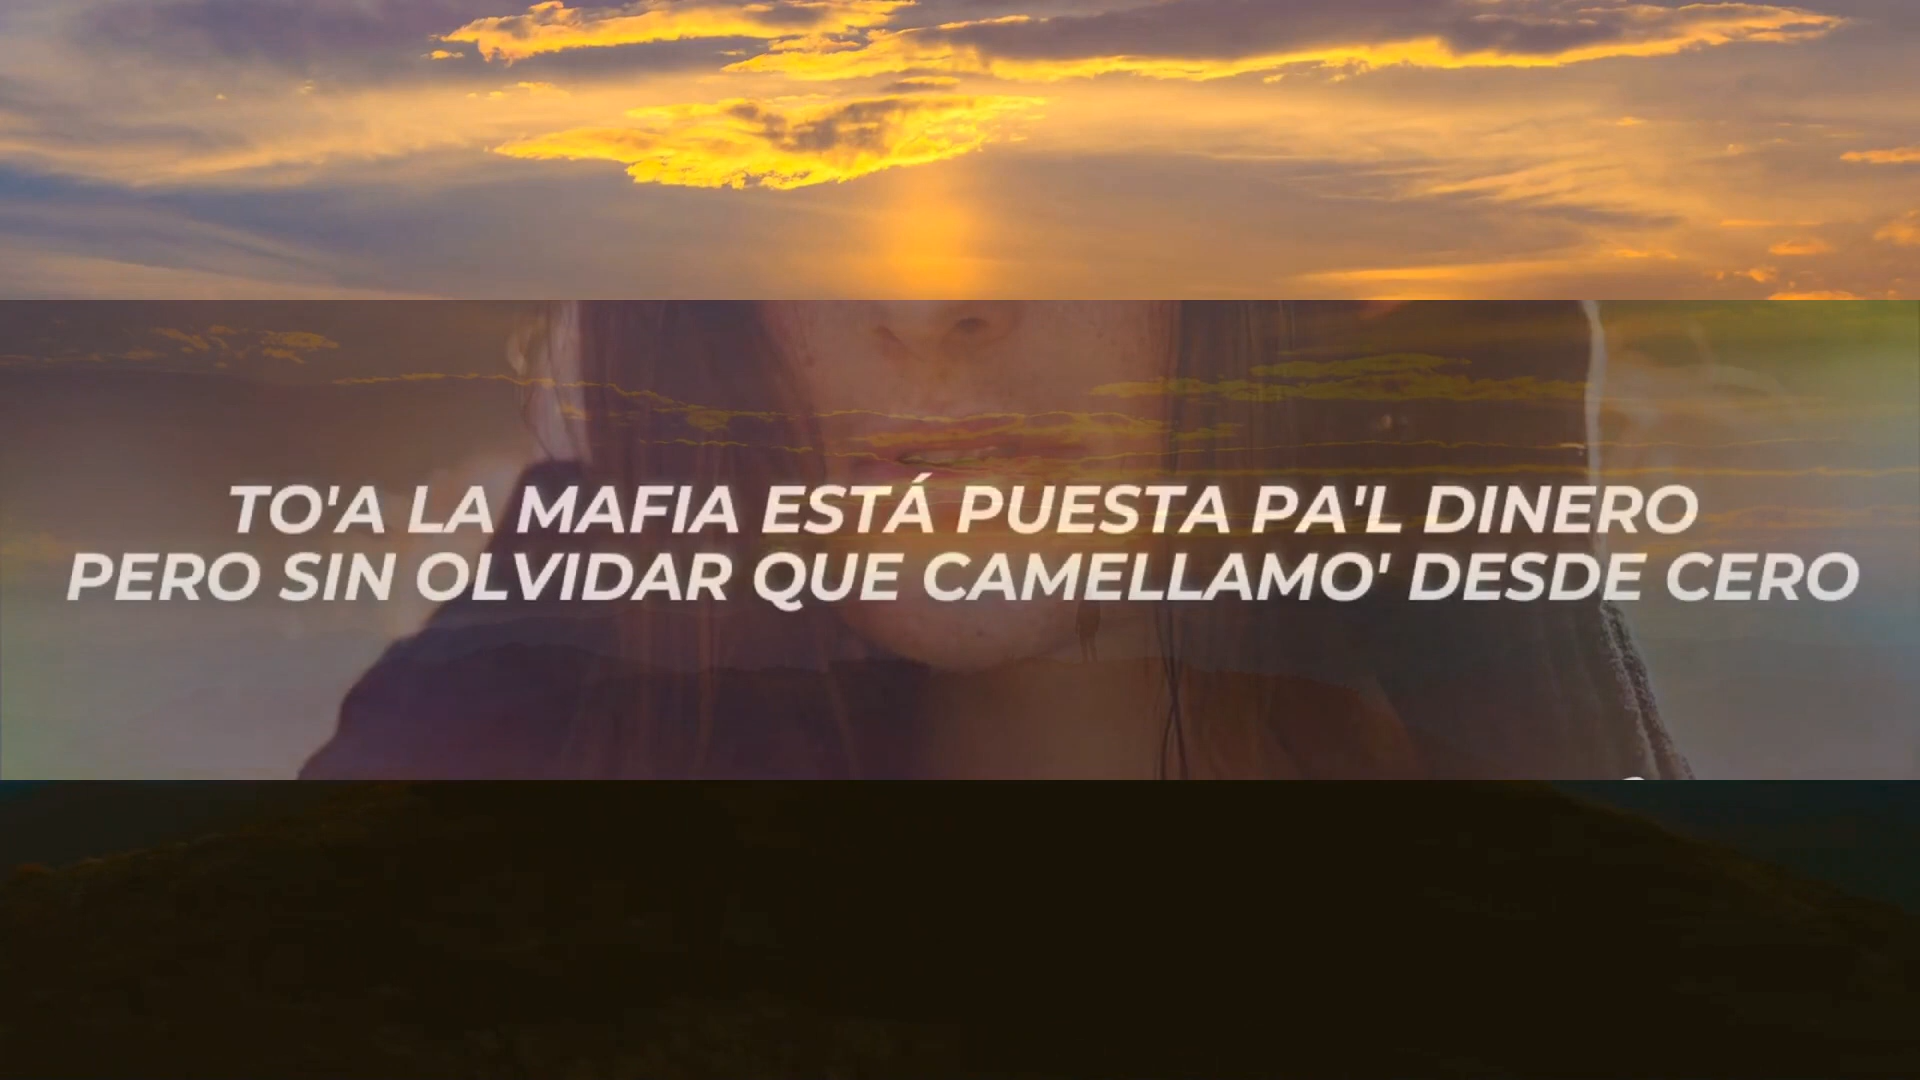 TO'A LA MAFIA ESTÁ PUESTA PA'L DINERO
PERO SIN OLVIDAR QUE CAMELLAMO' DESDE CERO